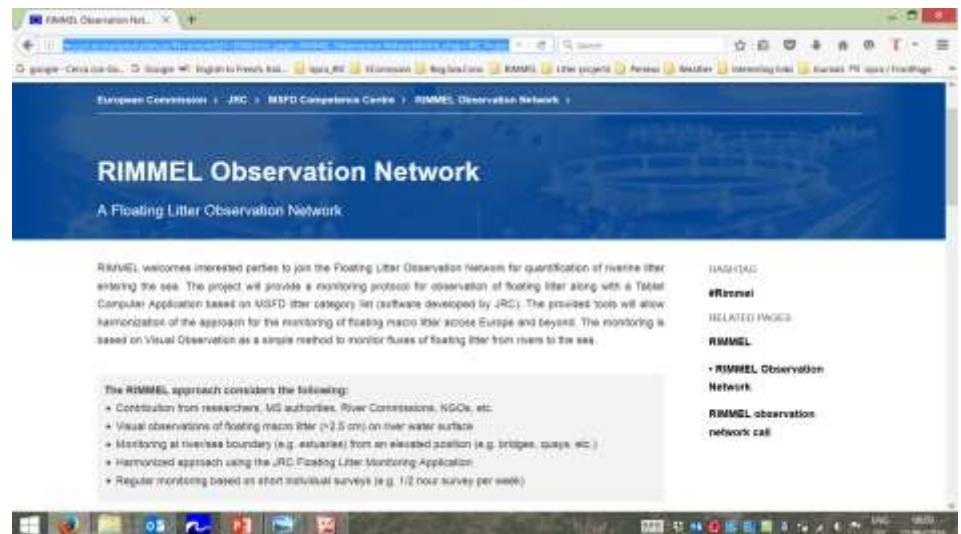 RIMMEL Observation Net...
Search
European Commission > JRC > MSFD Competence Centre > RIMMEL Observation Network >
RIMMEL Observation Network
A Floating Litter Observation Network
RIMMEL welcomes interested parties to join the Floating Litter Observation Network for quantification of riverine litter
entering the sea. The project will provide a monitoring protocol for observation of floating litter along with a Tablet
Computer Application based on MSFD litter category list (software developed by JRC). The provided tools will allow
harmonization of the approach for the monitoring of floating macro litter across Europe and beyond. The monitoring is
based on Visual Observation as a simple method to monitor fluxes of floating litter from rivers to the sea.
The RIMMEL approach considers the following:
• Contribution from researchers, MS authorities, River Commissions, NGOs, etc.
• Visual observations of floating macro litter (>2.5 cm) on river water surface
• Monitoring at river/sea boundary (e.g. estuaries) from an elevated position (e.g. bridges, quays, etc.)
• Harmonized approach using the JRC Floating Litter Monitoring Application
• Regular monitoring based on short individual surveys (e.g. 1/2 hour survey per week)
HASHTAG
#Rimmel
RELATED PAGES
RIMMEL
• RIMMEL Observation
Network
RIMMEL observation
network call